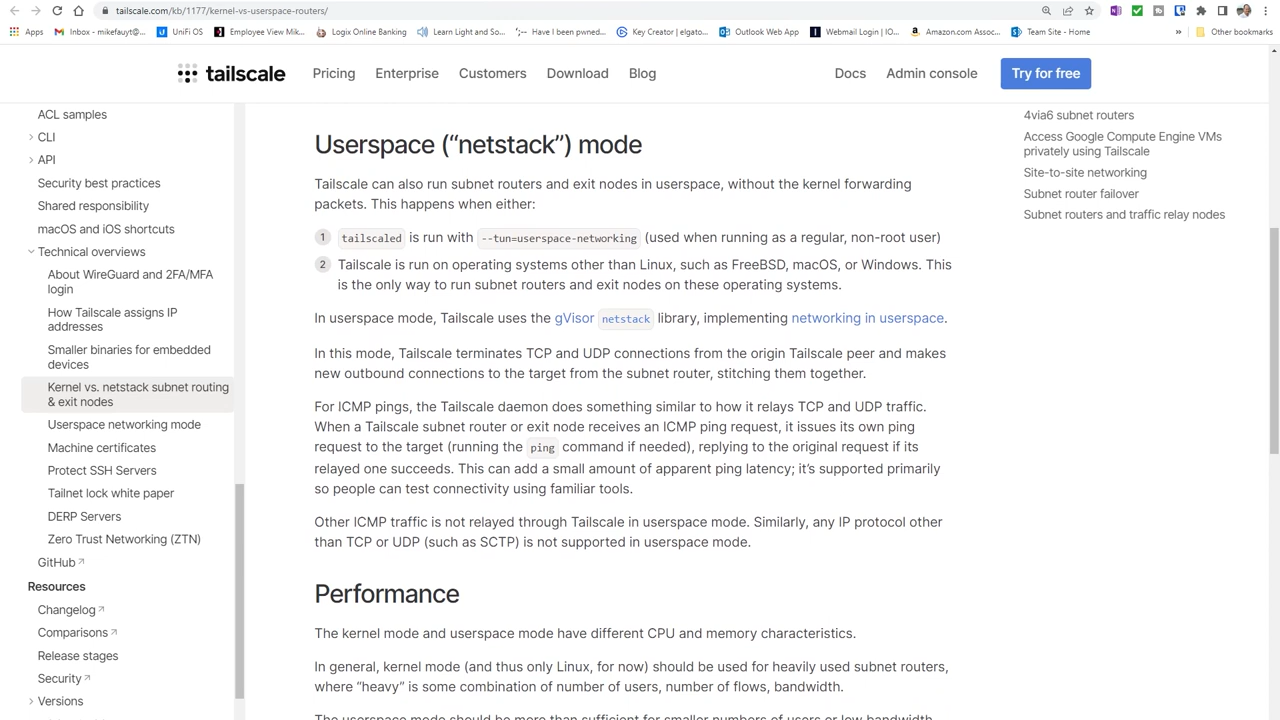 tailscale.com/kb/1177/kernel-vs-userspace-routers/
Apps
Inbox - mikefauyt@...
UniFi OS
Employee View Mik...
Logix Online Banking
Learn Light and So...
Have I been pwned...
Key Creator | elgato...
Outlook Web App
Webmail Login | IO...
Amazon.com Assoc...
Team Site - Home
»
Other bookmarks
tailscale
Pricing
Enterprise
Customers
Download
Blog
Docs
Admin console
Try for free
ACL samples
CLI
API
Security best practices
Shared responsibility
macOS and iOS shortcuts
Technical overviews
About WireGuard and 2FA/MFA
login
How Tailscale assigns IP
addresses
Smaller binaries for embedded
devices
Kernel vs. netstack subnet routing
& exit nodes
Userspace networking mode
Machine certificates
Protect SSH Servers
Tailnet lock white paper
DERP Servers
Zero Trust Networking (ZTN)
GitHub
Resources
Changelog
Comparisons
Release stages
Security
Versions
Userspace (“netstack”) mode
Tailscale can also run subnet routers and exit nodes in userspace, without the kernel forwarding
packets. This happens when either:
1 tailscaled is run with --tun=userspace-networking (used when running as a regular, non-root user)
2 Tailscale is run on operating systems other than Linux, such as FreeBSD, macOS, or Windows. This
is the only way to run subnet routers and exit nodes on these operating systems.
In userspace mode, Tailscale uses the gVisor netstack library, implementing networking in userspace.
In this mode, Tailscale terminates TCP and UDP connections from the origin Tailscale peer and makes
new outbound connections to the target from the subnet router, stitching them together.
For ICMP pings, the Tailscale daemon does something similar to how it relays TCP and UDP traffic.
When a Tailscale subnet router or exit node receives an ICMP ping request, it issues its own ping
request to the target (running the ping command if needed), replying to the original request if its
relayed one succeeds. This can add a small amount of apparent ping latency; it’s supported primarily
so people can test connectivity using familiar tools.
Other ICMP traffic is not relayed through Tailscale in userspace mode. Similarly, any IP protocol other
than TCP or UDP (such as SCTP) is not supported in userspace mode.
Performance
The kernel mode and userspace mode have different CPU and memory characteristics.
In general, kernel mode (and thus only Linux, for now) should be used for heavily used subnet routers,
where “heavy” is some combination of number of users, number of flows, bandwidth.
The userspace mode should be more than sufficient for smaller numbers of users or low bandwidth
4via6 subnet routers
Access Google Compute Engine VMs
privately using Tailscale
Site-to-site networking
Subnet router failover
Subnet routers and traffic relay nodes